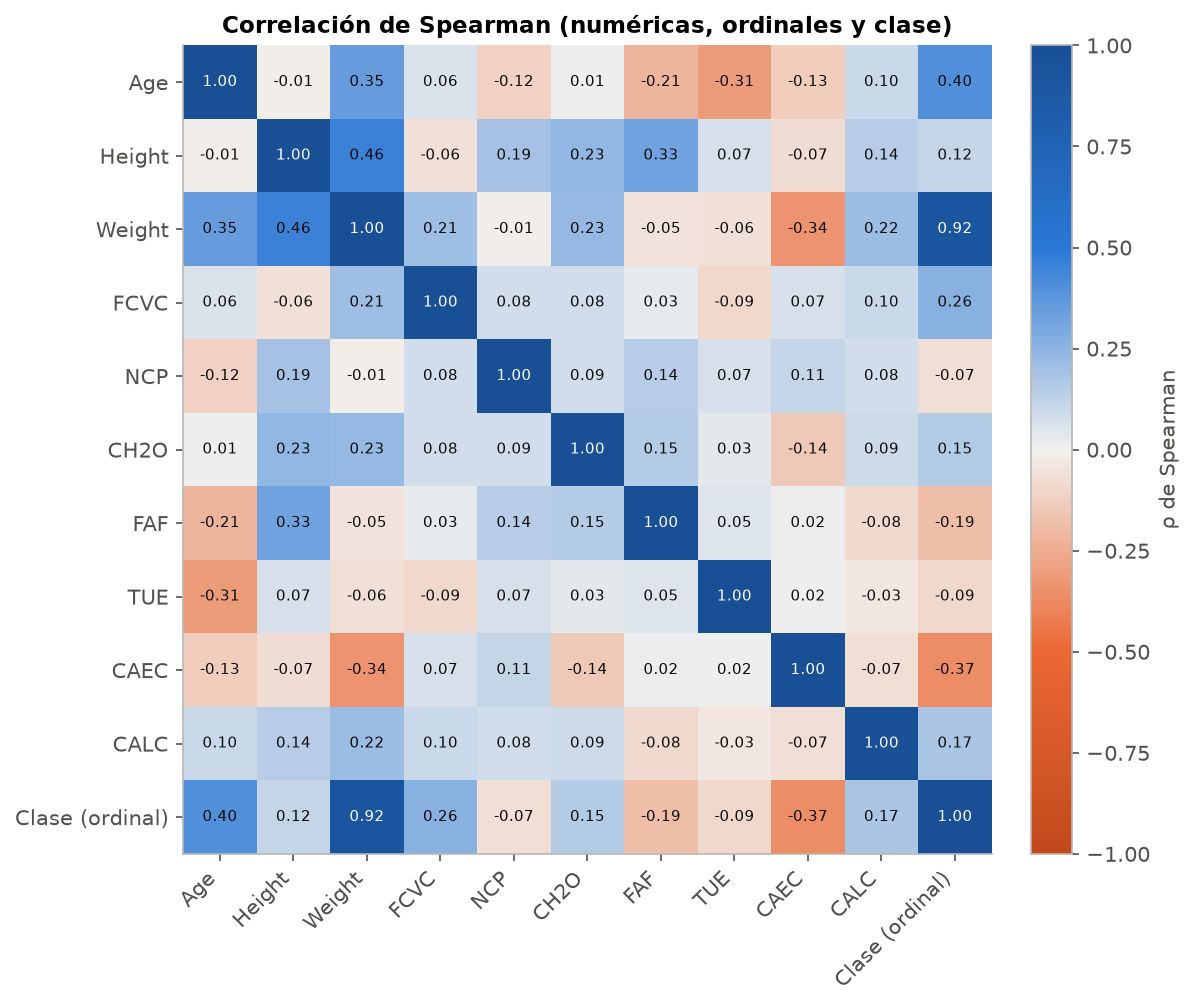 Correlación de Spearman (numéricas, ordinales y clase)
Age 1.00 -0.01 0.35 0.06 -0.12 0.01 -0.21 -0.31 -0.13 0.10 0.40
Height -0.01 1.00 0.46 -0.06 0.19 0.23 0.33 0.07 -0.07 0.14 0.12
Weight 0.35 0.46 1.00 0.21 -0.01 0.23 -0.05 -0.06 -0.34 0.22 0.92
FCVC 0.06 -0.06 0.21 1.00 0.08 0.08 0.03 -0.09 0.07 0.10 0.26
NCP -0.12 0.19 -0.01 0.08 1.00 0.09 0.14 0.07 0.11 0.08 -0.07
CH2O 0.01 0.23 0.23 0.08 0.09 1.00 0.15 0.03 -0.14 0.09 0.15
FAF -0.21 0.33 -0.05 0.03 0.14 0.15 1.00 0.05 0.02 -0.08 -0.19
TUE -0.31 0.07 -0.06 -0.09 0.07 0.03 0.05 1.00 0.02 -0.03 -0.09
CAEC -0.13 -0.07 -0.34 0.07 0.11 -0.14 0.02 0.02 1.00 -0.07 -0.37
CALC 0.10 0.14 0.22 0.10 0.08 0.09 -0.08 -0.03 -0.07 1.00 0.17
Clase (ordinal) 0.40 0.12 0.92 0.26 -0.07 0.15 -0.19 -0.09 -0.37 0.17 1.00
Age Height Weight FCVC NCP CH2O FAF TUE CAEC CALC Clase (ordinal)
1.00
0.75
0.50
0.25
0.00
−0.25
−0.50
−0.75
−1.00
ρ de Spearman